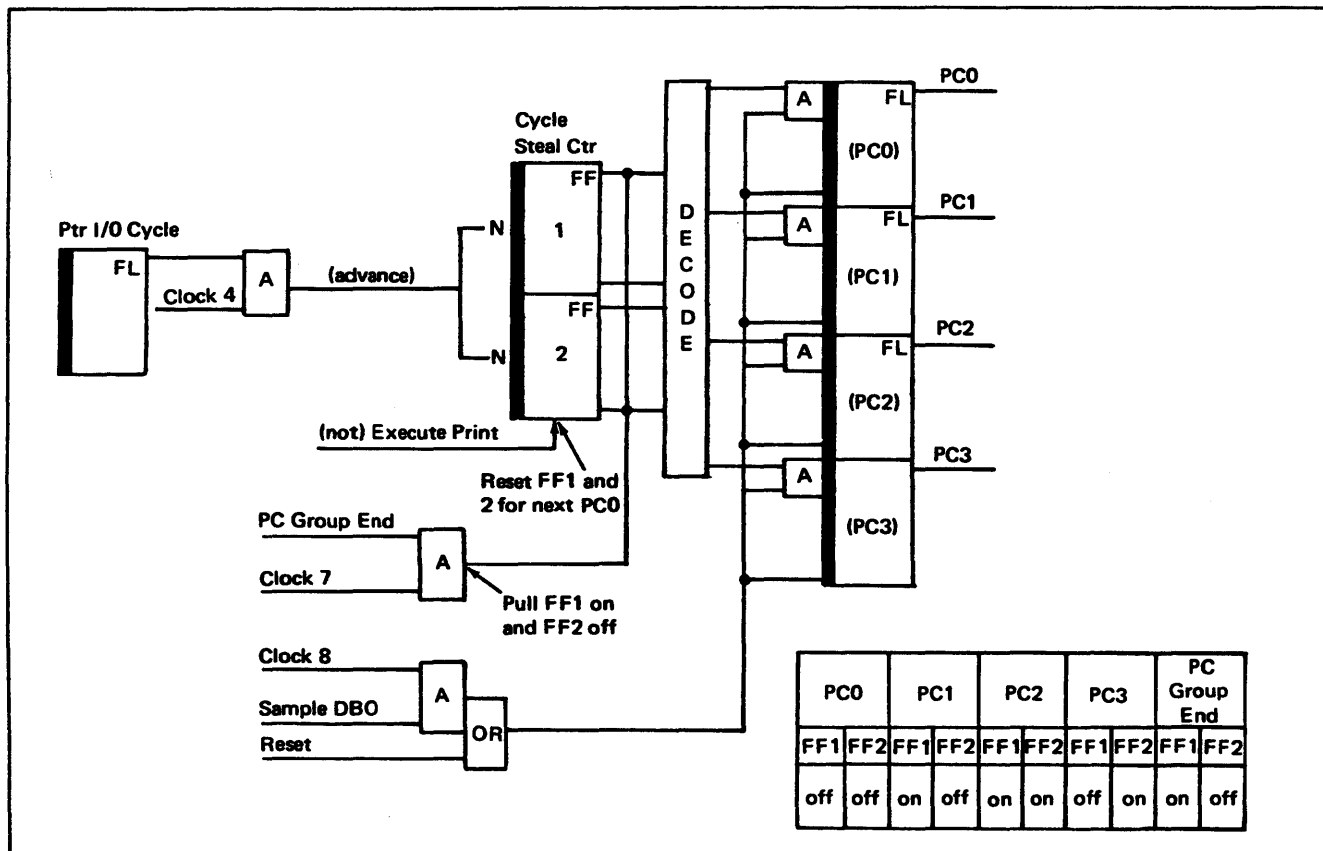 Ptr I/O Cycle
FL
Clock 4
A
(advance)
Cycle
Steal Ctr
N
N
FF
1
FF
2
(not) Execute Print
Reset FF1 and
2 for next PC0
PC Group End
Clock 7
A
Pull FF1 on
and FF2 off
Clock 8
Sample DBO
Reset
A
OR
D
E
C
O
D
E
A
FL
(PC0)
PC0
A
FL
(PC1)
PC1
A
FL
(PC2)
PC2
A
(PC3)
PC3
PC0 PC1 PC2 PC3 PC Group End
FF1 FF2 FF1 FF2 FF1 FF2 FF1 FF2 FF1 FF2
off off on off on on off on on off